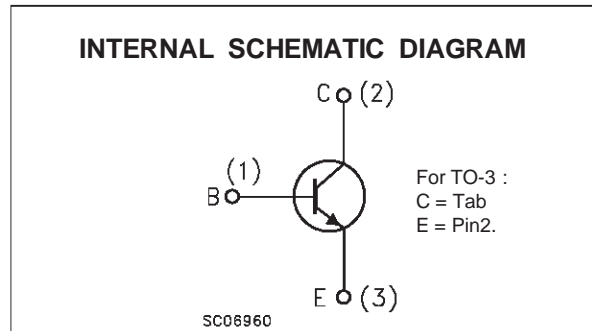 INTERNAL SCHEMATIC DIAGRAM
C (2)
(1)
B
For TO-3 :
C = Tab
E = Pin2.
E (3)
SC06960